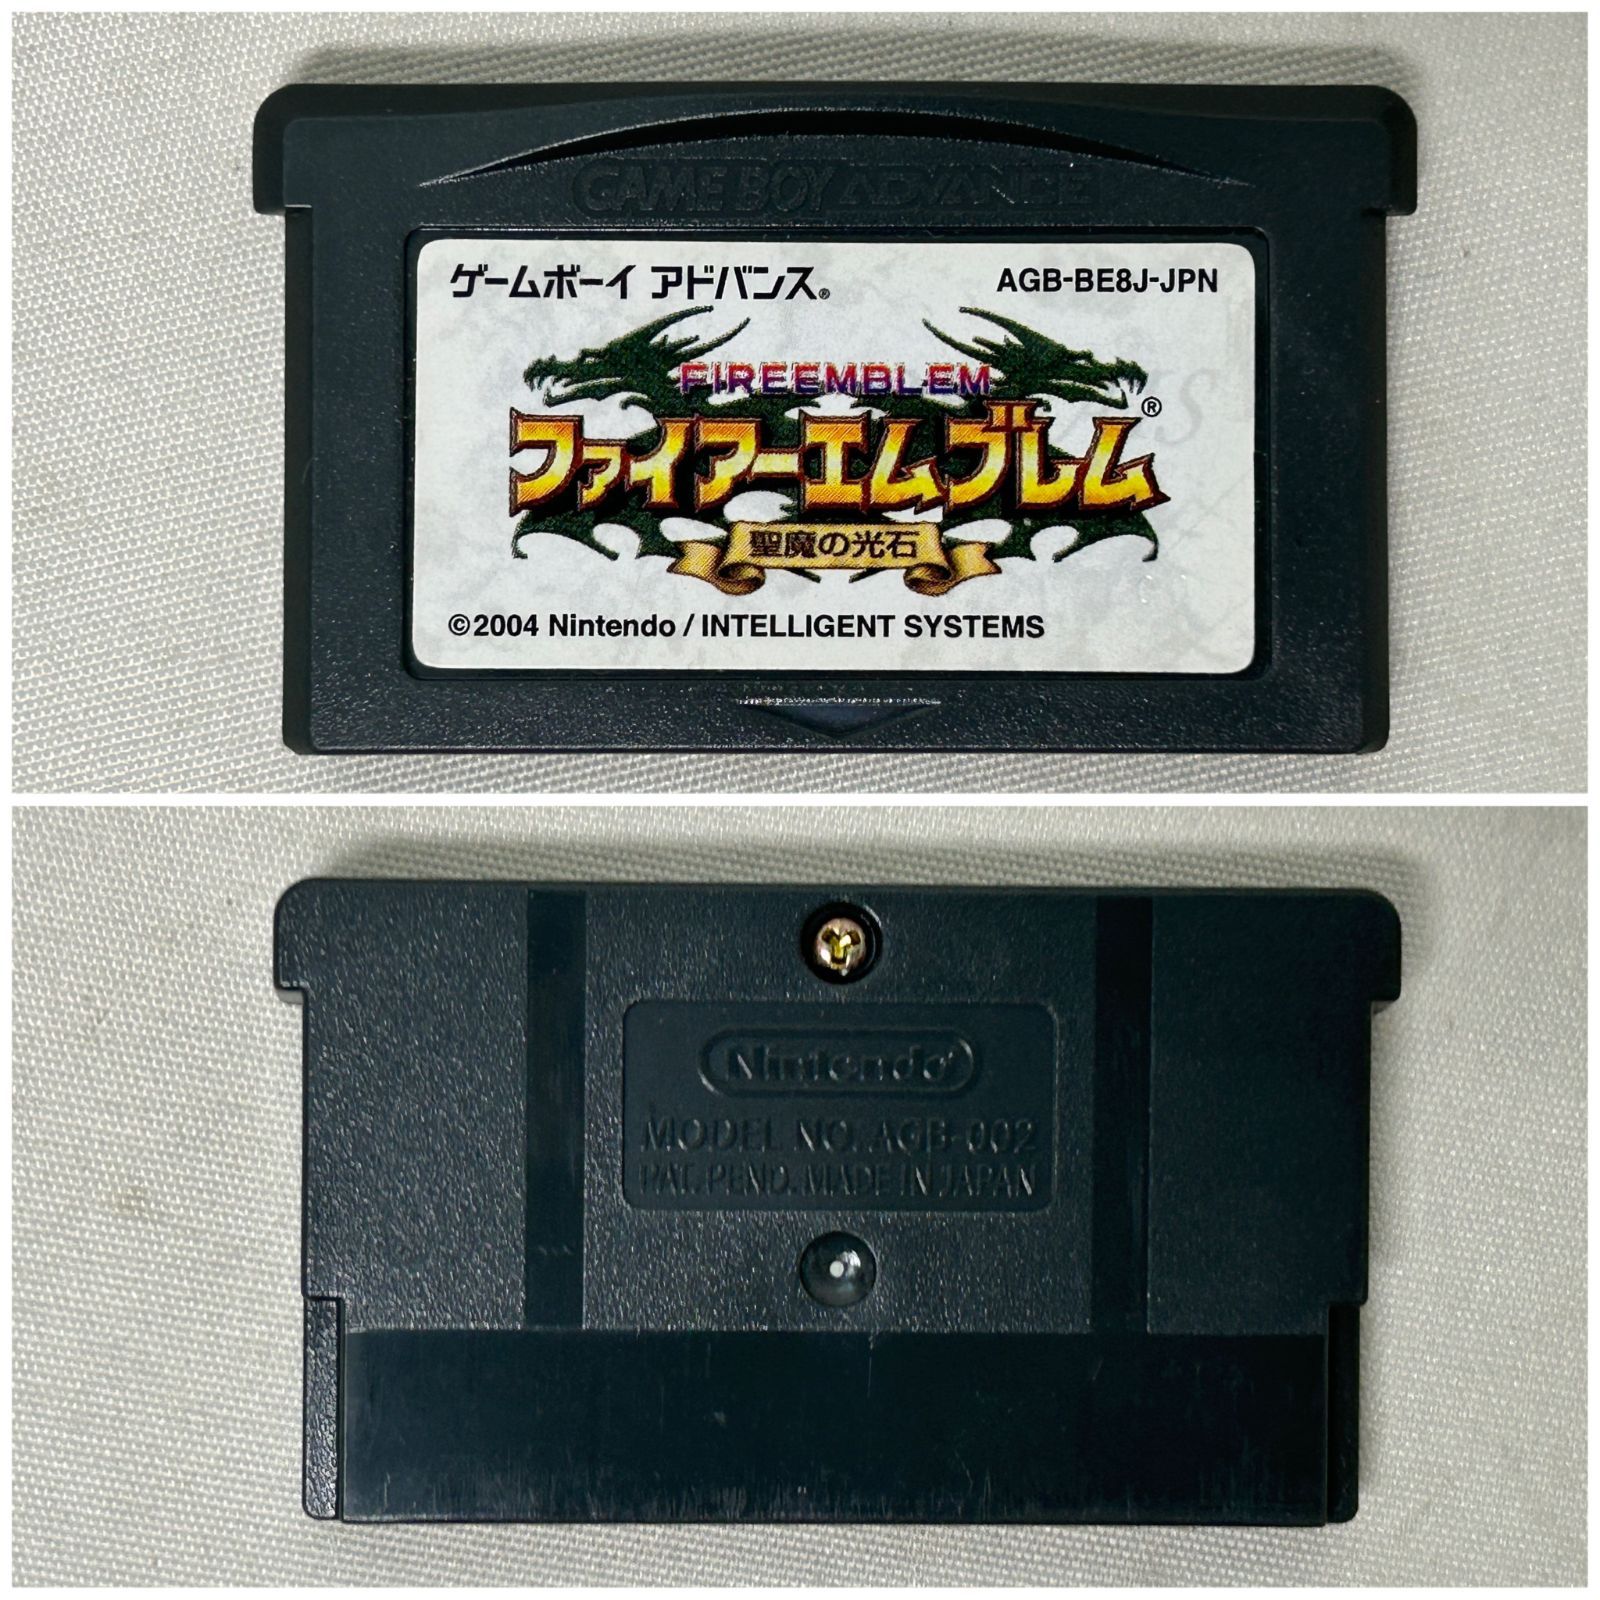 GAME BOY ADVANCE
ゲームボーイ アドバンス® AGB-BE8J-JPN
FIRE EMBLEM
ファイアーエムブレム®
聖魔の光石
©2004 Nintendo / INTELLIGENT SYSTEMS
Nintendo®
MODEL NO. AGB-002
PAT. PEND. MADE IN JAPAN